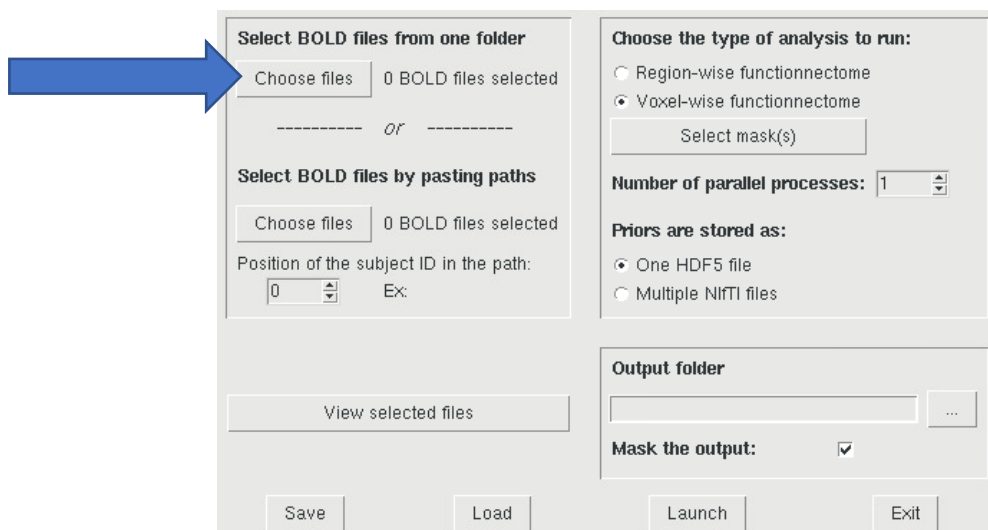 Select BOLD files from one folder
Choose files 0 BOLD files selected
---------- or ----------
Select BOLD files by pasting paths
Choose files 0 BOLD files selected
Position of the subject ID in the path:
0 Ex:
View selected files
Choose the type of analysis to run:
Region-wise functionnectome
Voxel-wise functionnectome
Select mask(s)
Number of parallel processes: 1
Priors are stored as:
One HDF5 file
Multiple NIfTI files
Output folder
...
Mask the output:
Save Load Launch Exit